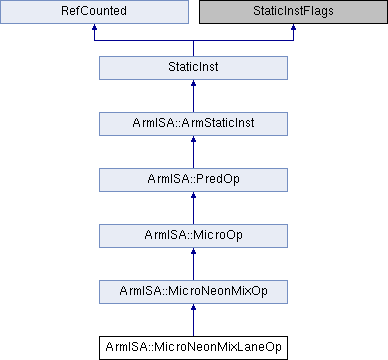 RefCounted
StaticInstFlags
StaticInst
ArmISA::ArmStaticInst
ArmISA::PredOp
ArmISA::MicroOp
ArmISA::MicroNeonMixOp
ArmISA::MicroNeonMixLaneOp